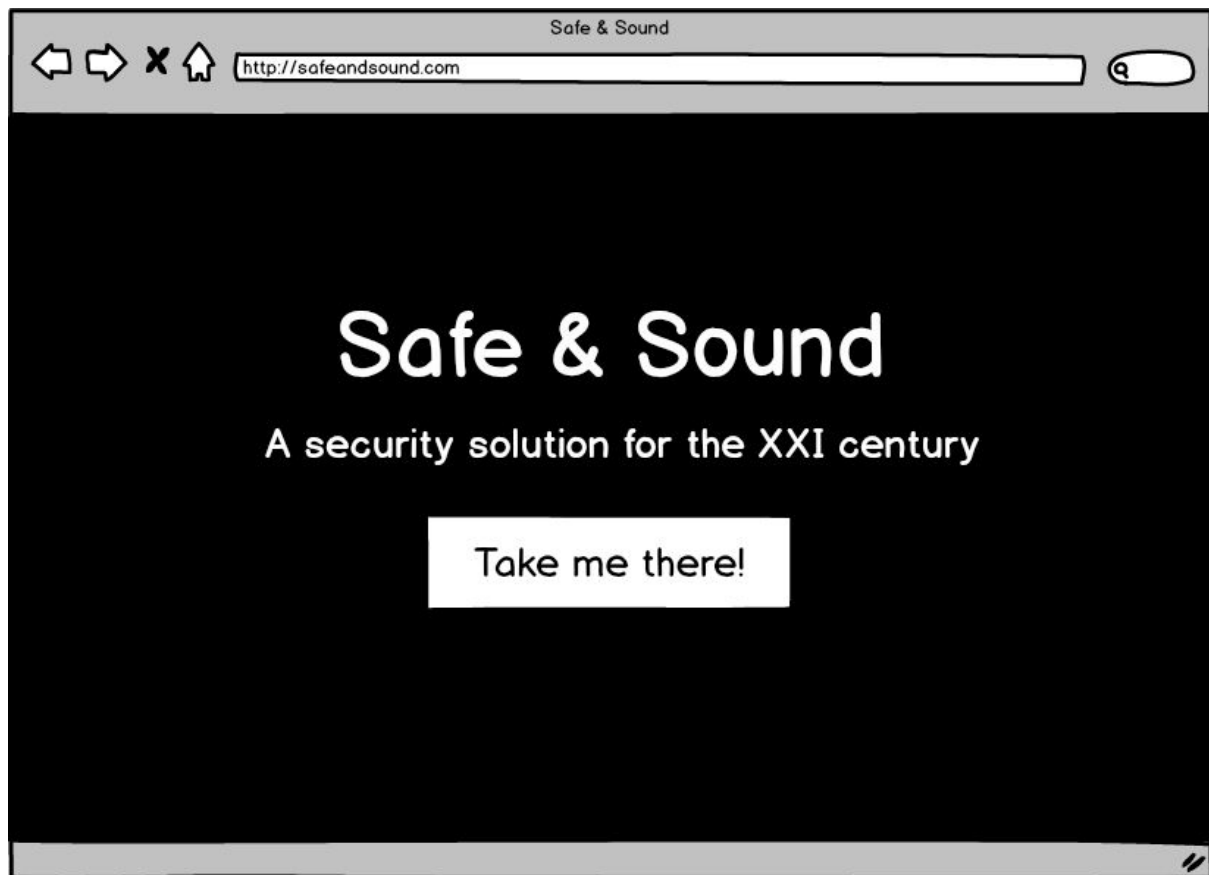 Safe & Sound
http://safeandsound.com
Safe & Sound
A security solution for the XXI century
Take me there!